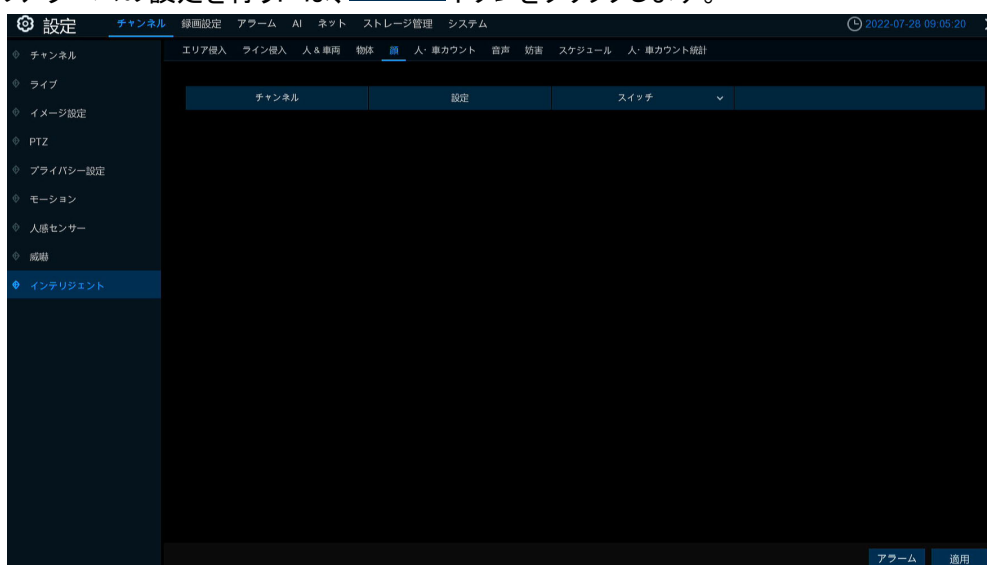 設定 チャンネル 録画設定 アラーム AI ネット ストレージ管理 システム 2022-07-28 09:05:20
エリア侵入 ライン侵入 人&車両 物体 顔 人・車カウント 音声 妨害 スケジュール 人・車カウント統計
チャンネル
ライブ
イメージ設定
PTZ
プライバシー設定
モーション
人感センサー
威嚇
インテリジェント
チャンネル 設定 スイッチ
アラーム 適用